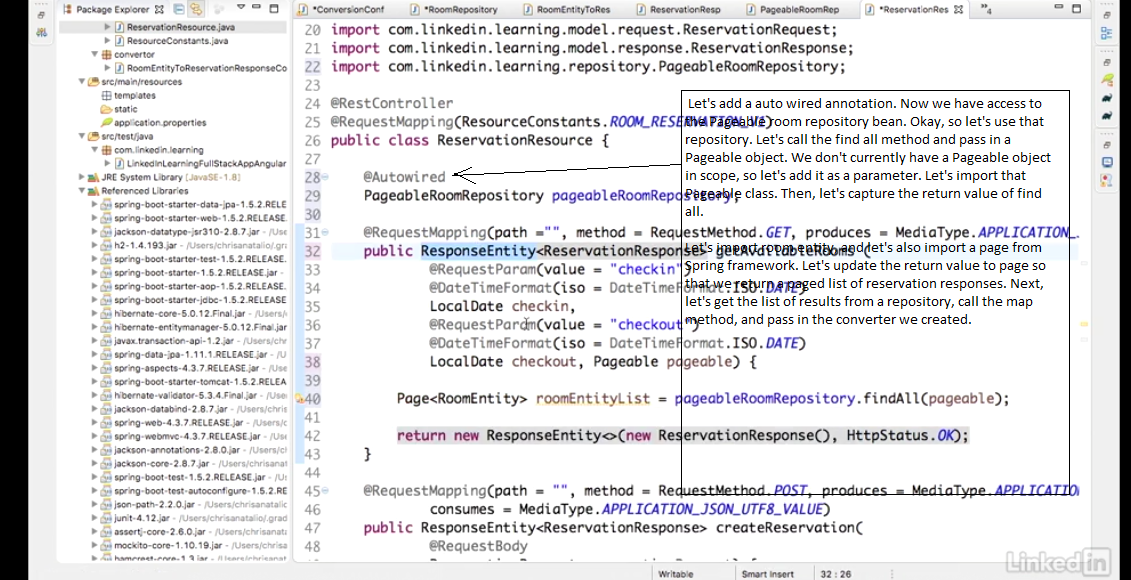 Package Explorer
ReservationResource.java
ResourceConstants.java
convertor
RoomEntityToReservationResponseCo
src/main/resources
templates
static
application.properties
src/test/java
com.linkedin.learning
LinkedInLearningFullStackAppAngular
JRE System Library [JavaSE-1.8]
Referenced Libraries
spring-boot-starter-data-jpa-1.5.2.RELE
spring-boot-starter-web-1.5.2.RELEASE.
jackson-datatype-jsr310-2.8.7.jar - /Use
h2-1.4.193.jar - /Users/chrisanatalio/.gra
spring-boot-starter-test-1.5.2.RELEASE.
spring-boot-starter-1.5.2.RELEASE.jar -
spring-boot-starter-aop-1.5.2.RELEASE.
spring-boot-starter-jdbc-1.5.2.RELEASE.
hibernate-core-5.0.12.Final.jar - /Users/
hibernate-entitymanager-5.0.12.Final.jar
javax.transaction-api-1.2.jar - /Users/chr
spring-data-jpa-1.11.1.RELEASE.jar - /Us
spring-aspects-4.3.7.RELEASE.jar - /User
spring-boot-starter-tomcat-1.5.2.RELEA
hibernate-validator-5.3.4.Final.jar - /User
jackson-databind-2.8.7.jar - /Users/chris
spring-web-4.3.7.RELEASE.jar - /Users/c
spring-webmvc-4.3.7.RELEASE.jar - /Use
jackson-annotations-2.8.0.jar - /Users/ch
jackson-core-2.8.7.jar - /Users/chrisanat
spring-boot-test-1.5.2.RELEASE.jar - /Us
spring-boot-test-autoconfigure-1.5.2.RE
json-path-2.2.0.jar - /Users/chrisanatalio
junit-4.12.jar - /Users/chrisanatalio/.grad
assertj-core-2.6.0.jar - /Users/chrisanata
mockito-core-1.10.19.jar - /Users/chrisan
hamcrest-core-1.3.jar - /Users/chrisanat
*ConversionConf *RoomRepository RoomEntityToRes ReservationResp PageableRoomRep *ReservationRes 4
20 import com.linkedin.learning.model.request.ReservationRequest;
21 import com.linkedin.learning.model.response.ReservationResponse;
22 import com.linkedin.learning.repository.PageableRoomRepository;
23
24 @RestController
25 @RequestMapping(ResourceConstants.ROOM_RESERVATION_V1)
26 public class ReservationResource {
27
28 @Autowired
29 PageableRoomRepository pageableRoomRepository;
30
31 @RequestMapping(path ="", method = RequestMethod.GET, produces = MediaType.APPLICATION_
32 public ResponseEntity<ReservationResponse> getAvailableRooms (
33 @RequestParam(value = "checkin")
34 @DateTimeFormat(iso = DateTimeFormat.ISO.DATE)
35 LocalDate checkin,
36 @RequestParam(value = "checkout")
37 @DateTimeFormat(iso = DateTimeFormat.ISO.DATE)
38 LocalDate checkout, Pageable pageable) {
39
40 Page<RoomEntity> roomEntityList = pageableRoomRepository.findAll(pageable);
41
42 return new ResponseEntity<>(new ReservationResponse(), HttpStatus.OK);
43 }
44
45 @RequestMapping(path = "", method = RequestMethod.POST, produces = MediaType.APPLICATIO
46 consumes = MediaType.APPLICATION_JSON_UTF8_VALUE)
47 public ResponseEntity<ReservationResponse> createReservation(
48 @RequestBody
Let's add a auto wired annotation. Now we have access to
the Pageable room repository bean. Okay, so let's use that
repository. Let's call the find all method and pass in a
Pageable object. We don't currently have a Pageable object
in scope, so let's add it as a parameter. Let's import that
Pageable class. Then, let's capture the return value of find
all.
Let's import room entity, and let's also import a page from
Spring framework. Let's update the return value to page so
that we return a paged list of reservation responses. Next,
let's get the list of results from a repository, call the map
method, and pass in the converter we created.
Writable Smart Insert 32 : 26
LinkedIn